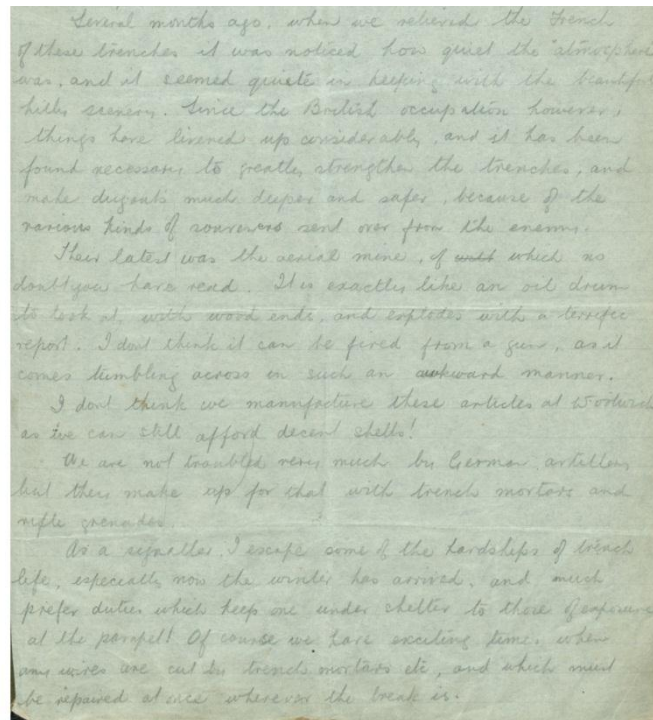 Several months ago, when we relieved the French
of these trenches it was noticed how quiet the "atmosphere
was, and it seemed quiete in keeping with the beautiful
hilly scenery. Since the British occupation however,
things have livened up considerably, and it has been
found necessary to greatly strengthen the trenches, and
make dugouts much deeper and safer, because of the
various kinds of souvenirs sent over from the enemy.
Their latest was the aerial mine, of which no
doubt you have read. It is exactly like an oil drum
to look at, with wood ends, and explodes with a terrific
report. I dont think it can be fired from a gun, as it
comes tumbling across in such an awkward manner.
I dont think we manufacture these articles at Woolwich
as we can still afford decent shells!
We are not troubled very much by German artillery
but they make up for that with trench mortars and
rifle grenades
As a signaller, I escape some of the hardships of trench
life, especially now the winter has arrived, and much
prefer duties which keep one under shelter to those of exposure
at the parapet! Of course we have exciting times when
any wires are cut by trench mortars etc, and which must
be repaired at once wherever the break is.